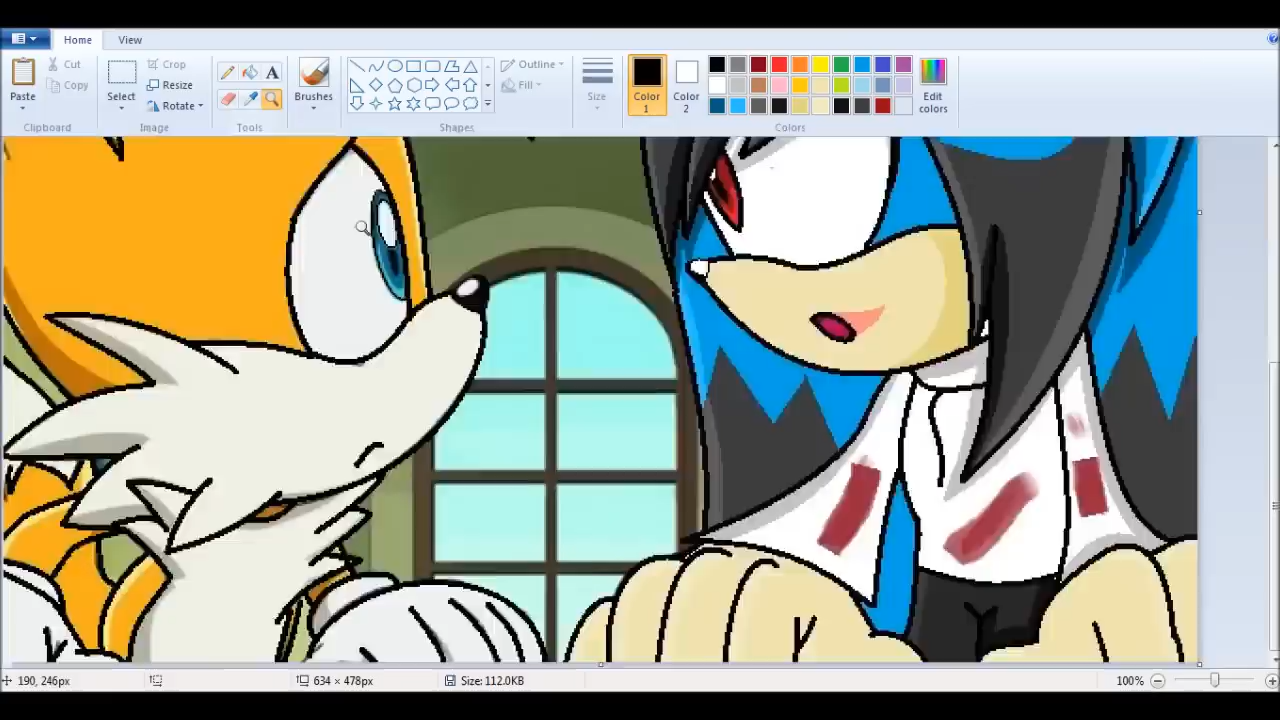 Home View
Paste
Cut
Copy
Clipboard
Select
Crop
Resize
Rotate
Image
A
Tools
Brushes
Outline
Fill
Shapes
Size
Color 1
Color 2
Edit colors
Colors
190, 246px
634 × 478px
Size: 112.0KB
100%